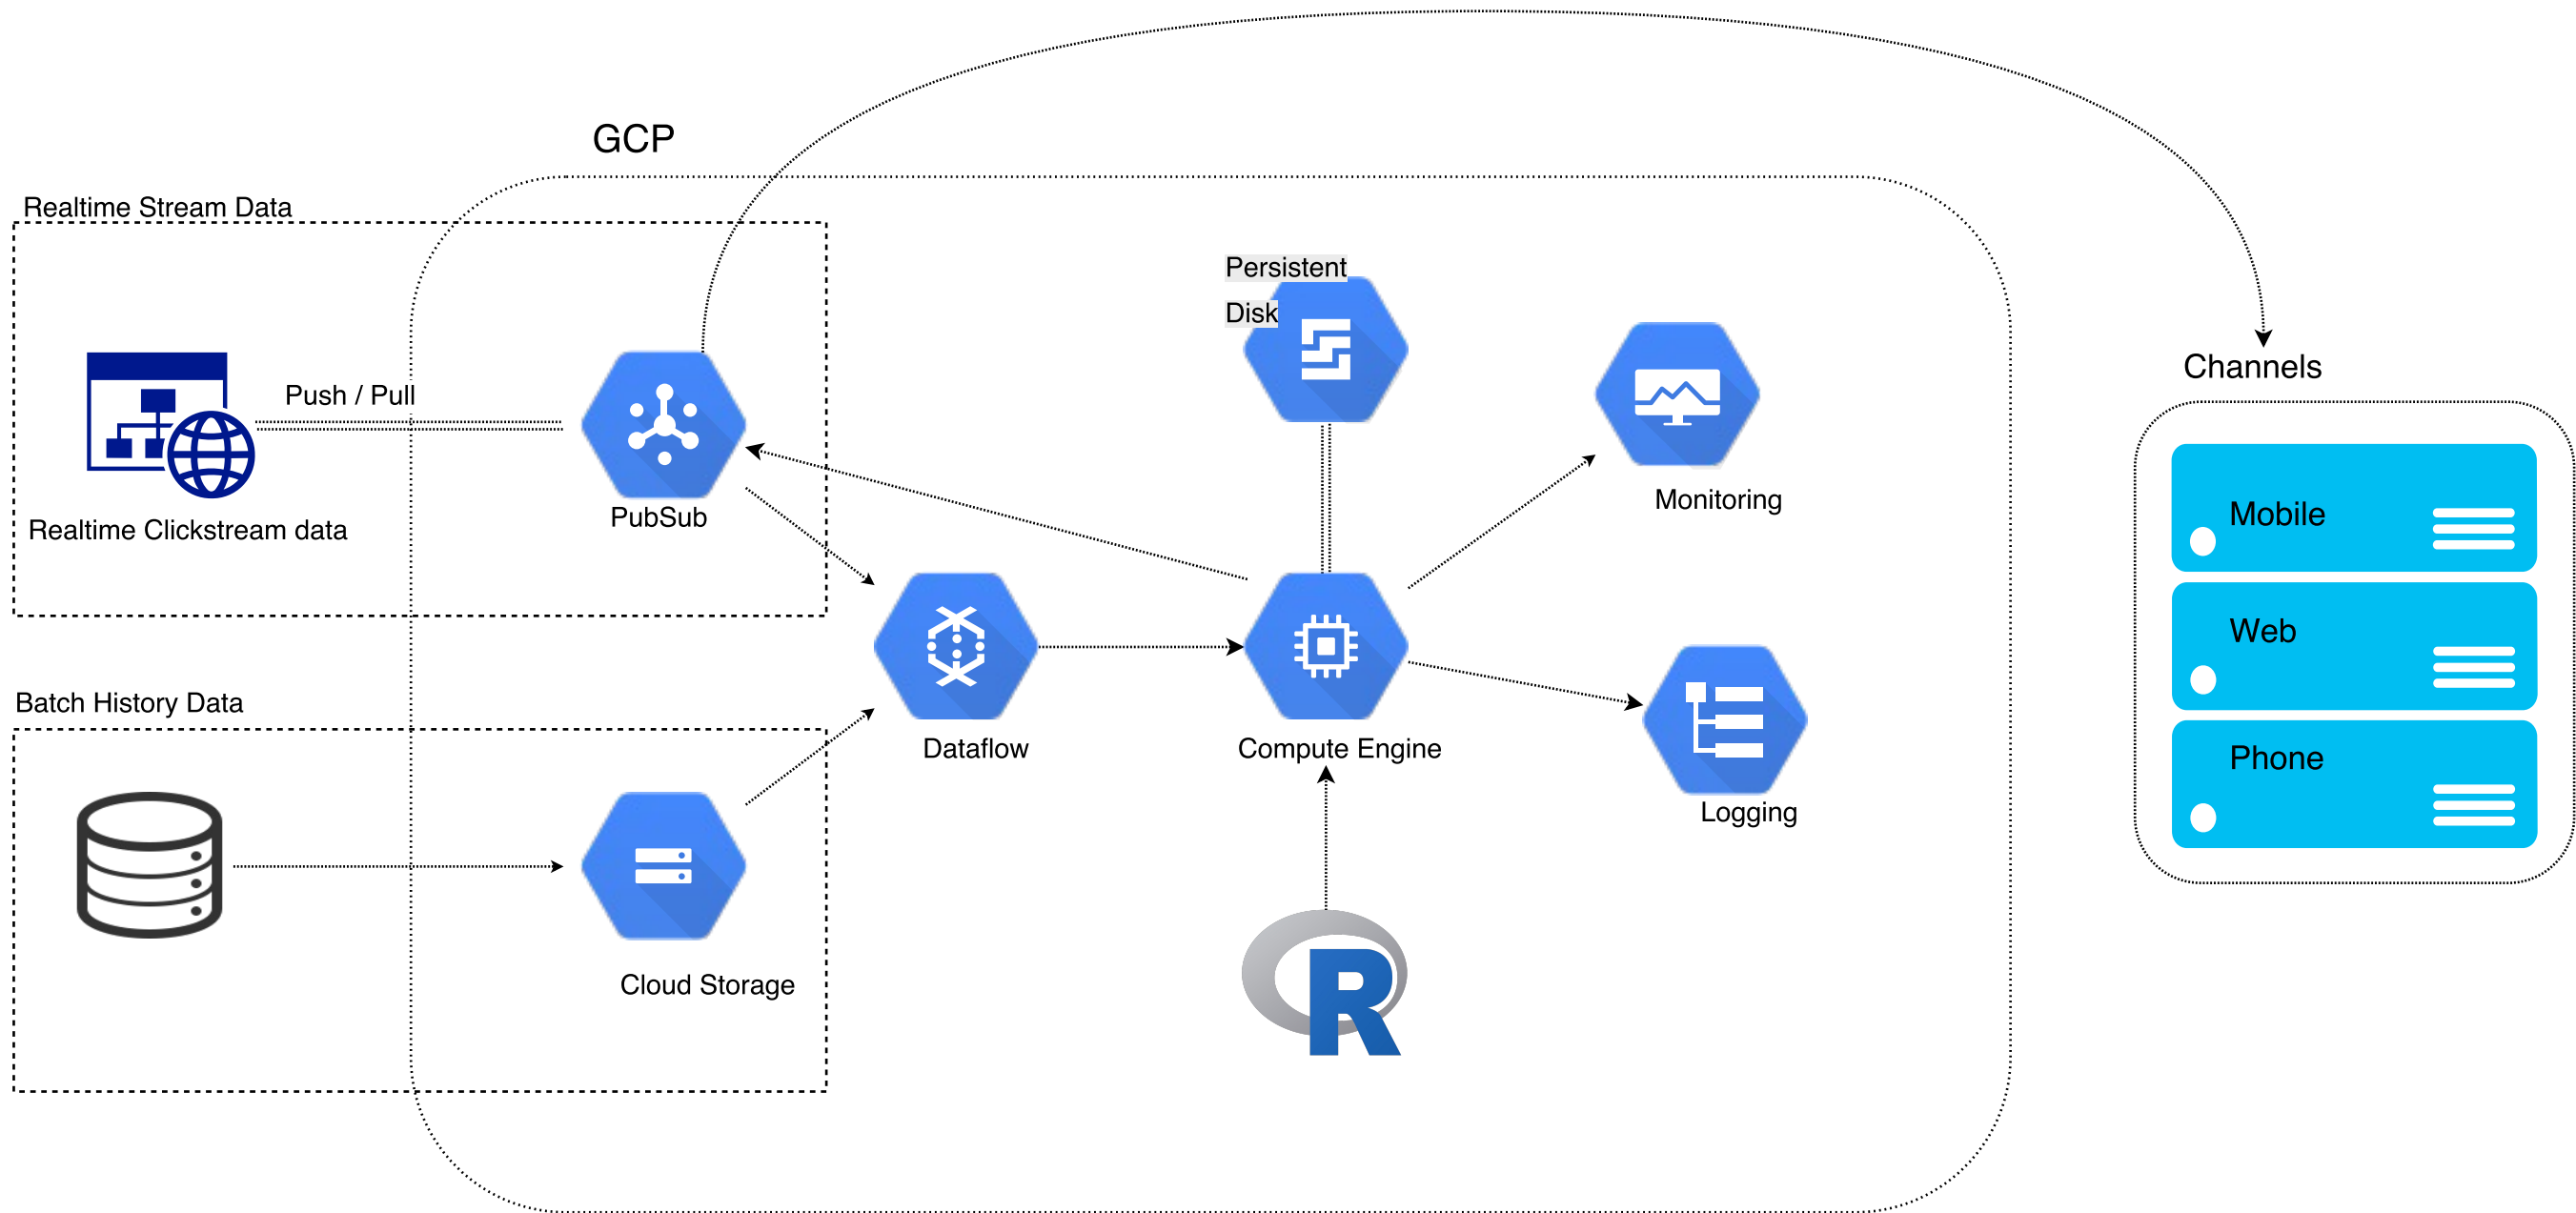 GCP
Realtime Stream Data
Persistent
Disk
Channels
Push / Pull
Monitoring
Mobile
PubSub
Realtime Clickstream data
Web
Batch History Data
Dataflow
Compute Engine
Phone
Logging
Cloud Storage
R